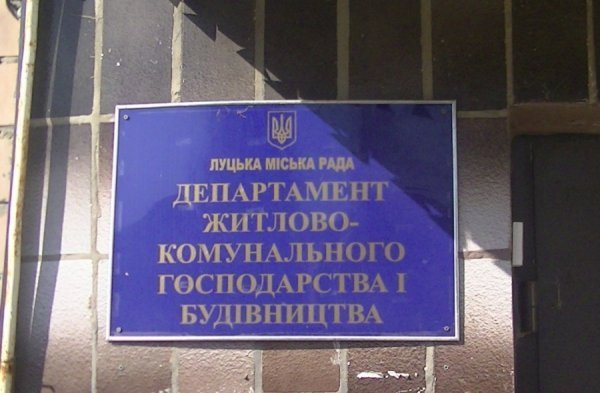 ЛУЦЬКА МІСЬКА РАДА
ДЕПАРТАМЕНТ
ЖИТЛОВО-
КОМУНАЛЬНОГО
ГОСПОДАРСТВА І
БУДІВНИЦТВА